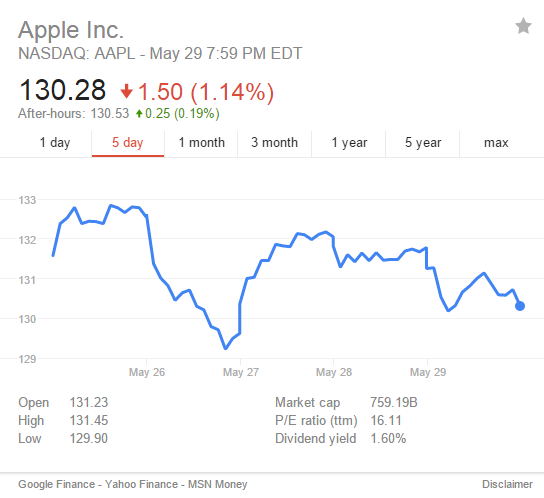 Apple Inc.
NASDAQ: AAPL - May 29 7:59 PM EDT
130.28 1.50 (1.14%)
After-hours: 130.53 0.25 (0.19%)
1 day 5 day 1 month 3 month 1 year 5 year max
133
132
131
130
129
May 26 May 27 May 28 May 29
Open 131.23 Market cap 759.19B
High 131.45 P/E ratio (ttm) 16.11
Low 129.90 Dividend yield 1.60%
Google Finance - Yahoo Finance - MSN Money Disclaimer